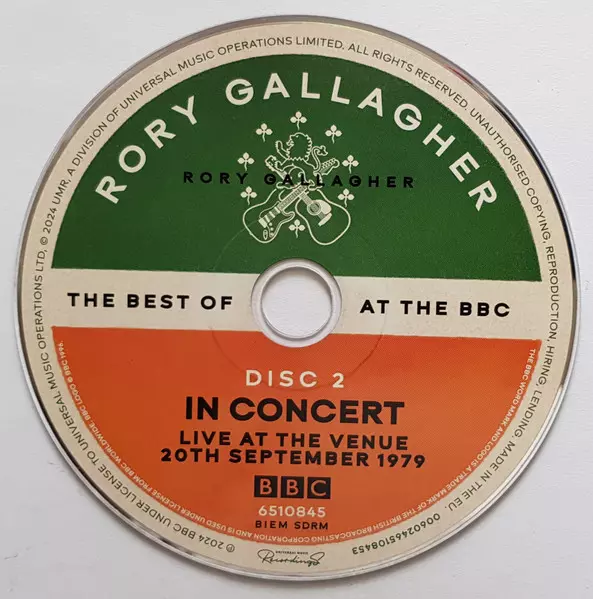 RORY GALLAGHER
RORY GALLAGHER
THE BEST OF AT THE BBC
DISC 2
IN CONCERT
LIVE AT THE VENUE
20TH SEPTEMBER 1979
BBC
6510845
BIEM SDRM
℗ 2024 BBC UNDER LICENSE TO UNIVERSAL MUSIC OPERATIONS LTD, © 2024 UMR, A DIVISION OF UNIVERSAL MUSIC OPERATIONS LIMITED. ALL RIGHTS RESERVED. UNAUTHORISED COPYING, REPRODUCTION, HIRING, LENDING. MADE IN THE EU. 00602465108453
THE BBC WORD MARK AND LOGO IS A TRADE MARK OF THE BRITISH BROADCASTING CORPORATION AND IS USED UNDER LICENSE FROM BBC WORLDWIDE. BBC LOGO © BBC 1996.
Recordings